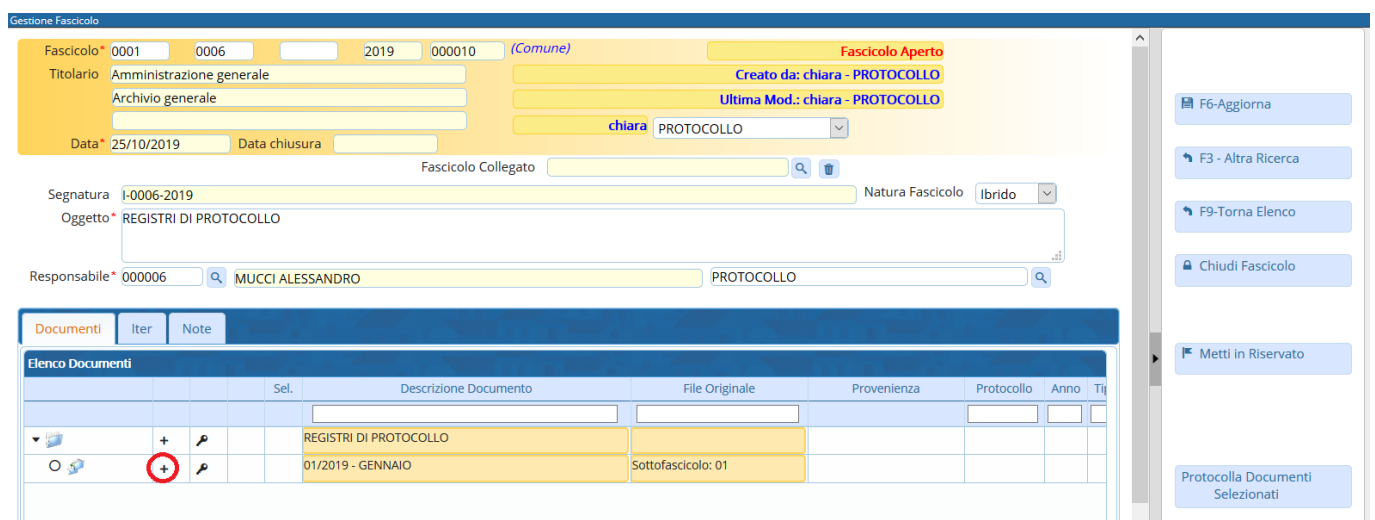 Gestione Fascicolo
Fascicolo* 0001 0006 2019 000010 (Comune) Fascicolo Aperto
Titolario Amministrazione generale Creato da: chiara - PROTOCOLLO
Archivio generale Ultima Mod.: chiara - PROTOCOLLO
F6-Aggiorna
chiara PROTOCOLLO
Data* 25/10/2019 Data chiusura
Fascicolo Collegato
F3 - Altra Ricerca
Segnatura I-0006-2019 Natura Fascicolo Ibrido
Oggetto* REGISTRI DI PROTOCOLLO
F9-Torna Elenco
Responsabile* 000006 MUCCI ALESSANDRO PROTOCOLLO
Chiudi Fascicolo
Documenti Iter Note
Metti in Riservato
Elenco Documenti
Sel. Descrizione Documento File Originale Provenienza Protocollo Anno Tip
+ REGISTRI DI PROTOCOLLO
+ 01/2019 - GENNAIO Sottofascicolo: 01
Protocolla Documenti
Selezionati